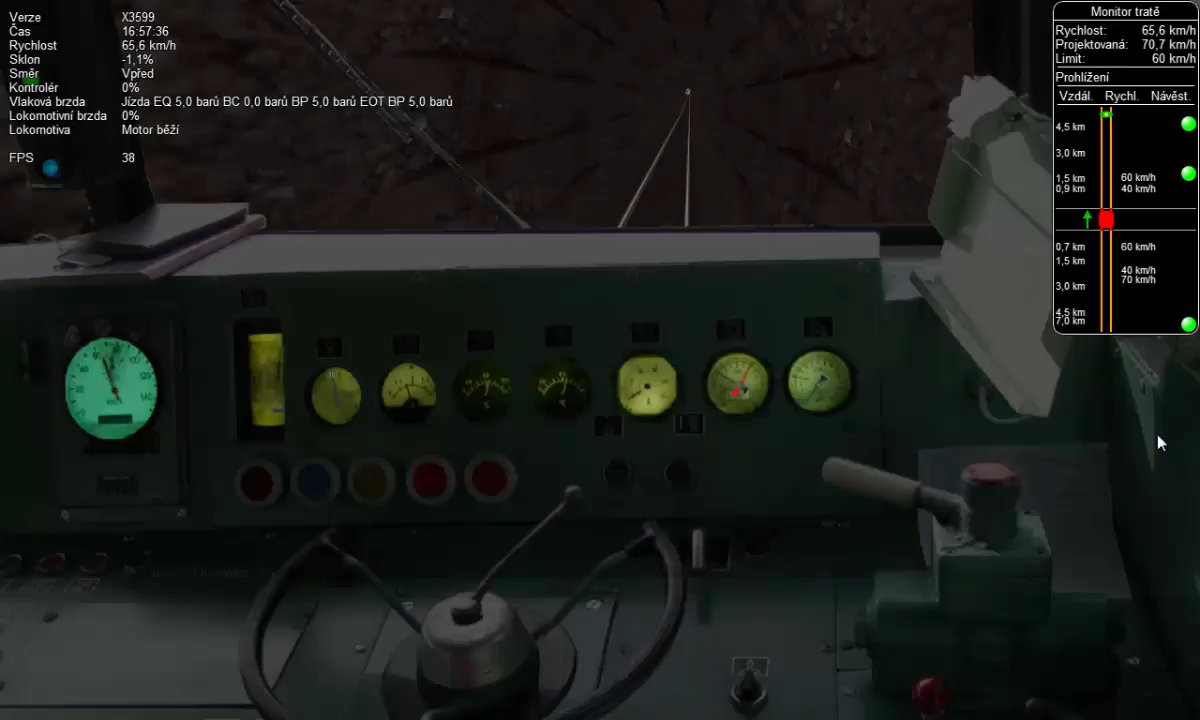 Verze X3599
Čas 16:57:36
Rychlost 65,6 km/h
Sklon -1,1%
Směr Vpřed
Kontrolér 0%
Vlaková brzda Jízda EQ 5,0 barů BC 0,0 barů BP 5,0 barů EOT BP 5,0 barů
Lokomotivní brzda 0%
Lokomotiva Motor běží
FPS 38
Monitor tratě
Rychlost: 65,6 km/h
Projektovaná: 70,7 km/h
Limit: 60 km/h
Prohlížení
Vzdál. Rychl. Návěst.
4,5 km
3,0 km
1,5 km 60 km/h
0,9 km 40 km/h
0,7 km 60 km/h
1,5 km
40 km/h
70 km/h
3,0 km
4,5 km
7,0 km